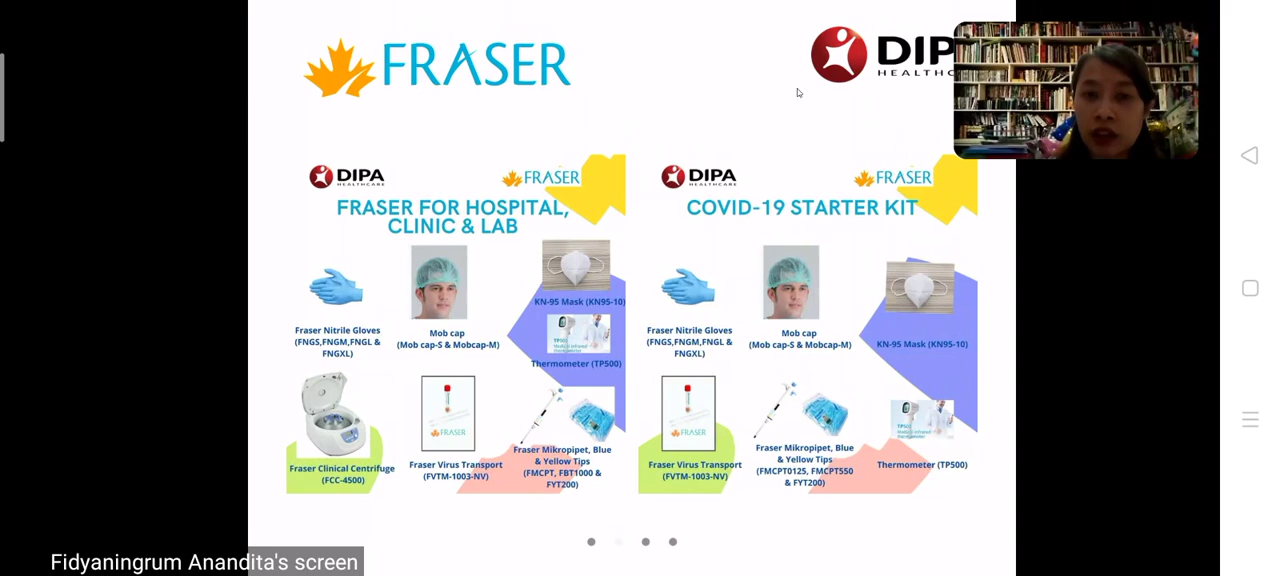 FRASER
DIP
HEALTHC
DIPA
HEALTHCARE
FRASER
FRASER FOR HOSPITAL,
CLINIC & LAB
KN-95 Mask (KN95-10)
Fraser Nitrile Gloves
(FNGS,FNGM,FNGL &
FNGXL)
Mob cap
(Mob cap-S & Mobcap-M)
TP500
Medical Infrared
thermometer
Thermometer (TP500)
FRASER
Fraser Clinical Centrifuge
(FCC-4500)
Fraser Virus Transport
(FVTM-1003-NV)
Fraser Mikropipet, Blue
& Yellow Tips
(FMCPT, FBT1000 &
FYT200)
DIPA
HEALTHCARE
FRASER
COVID-19 STARTER KIT
Fraser Nitrile Gloves
(FNGS,FNGM,FNGL &
FNGXL)
Mob cap
(Mob cap-S & Mobcap-M)
KN-95 Mask (KN95-10)
FRASER
Fraser Virus Transport
(FVTM-1003-NV)
Fraser Mikropipet, Blue
& Yellow Tips
(FMCPT0125, FMCPT550
& FYT200)
Thermometer (TP500)
Fidyaningrum Anandita's screen